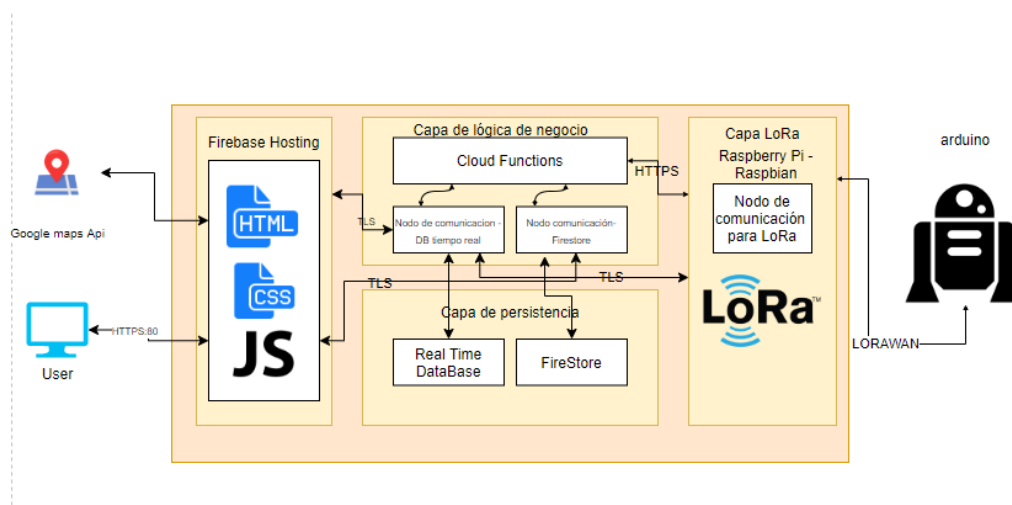 Google maps Api
User
HTTPS:80
Firebase Hosting
HTML
CSS
JS
TLS
TLS
Capa de lógica de negocio
Cloud Functions
Nodo de comunicacion -
DB tiempo real
Nodo comunicación-
Firestore
HTTPS
TLS
Capa de persistencia
Real Time
DataBase
FireStore
Capa LoRa
Raspberry Pi -
Raspbian
Nodo de
comunicación
para LoRa
LoRa™
LORAWAN
arduino